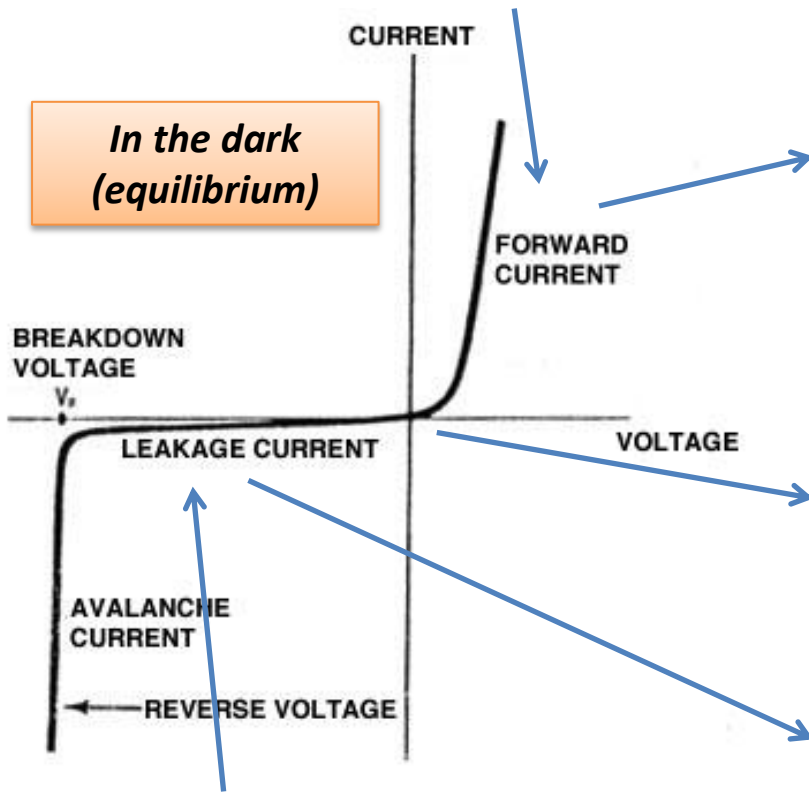 CURRENT
In the dark
(equilibrium)
FORWARD
CURRENT
BREAKDOWN
VOLTAGE
LEAKAGE CURRENT
VOLTAGE
AVALANCHE
CURRENT
REVERSE VOLTAGE